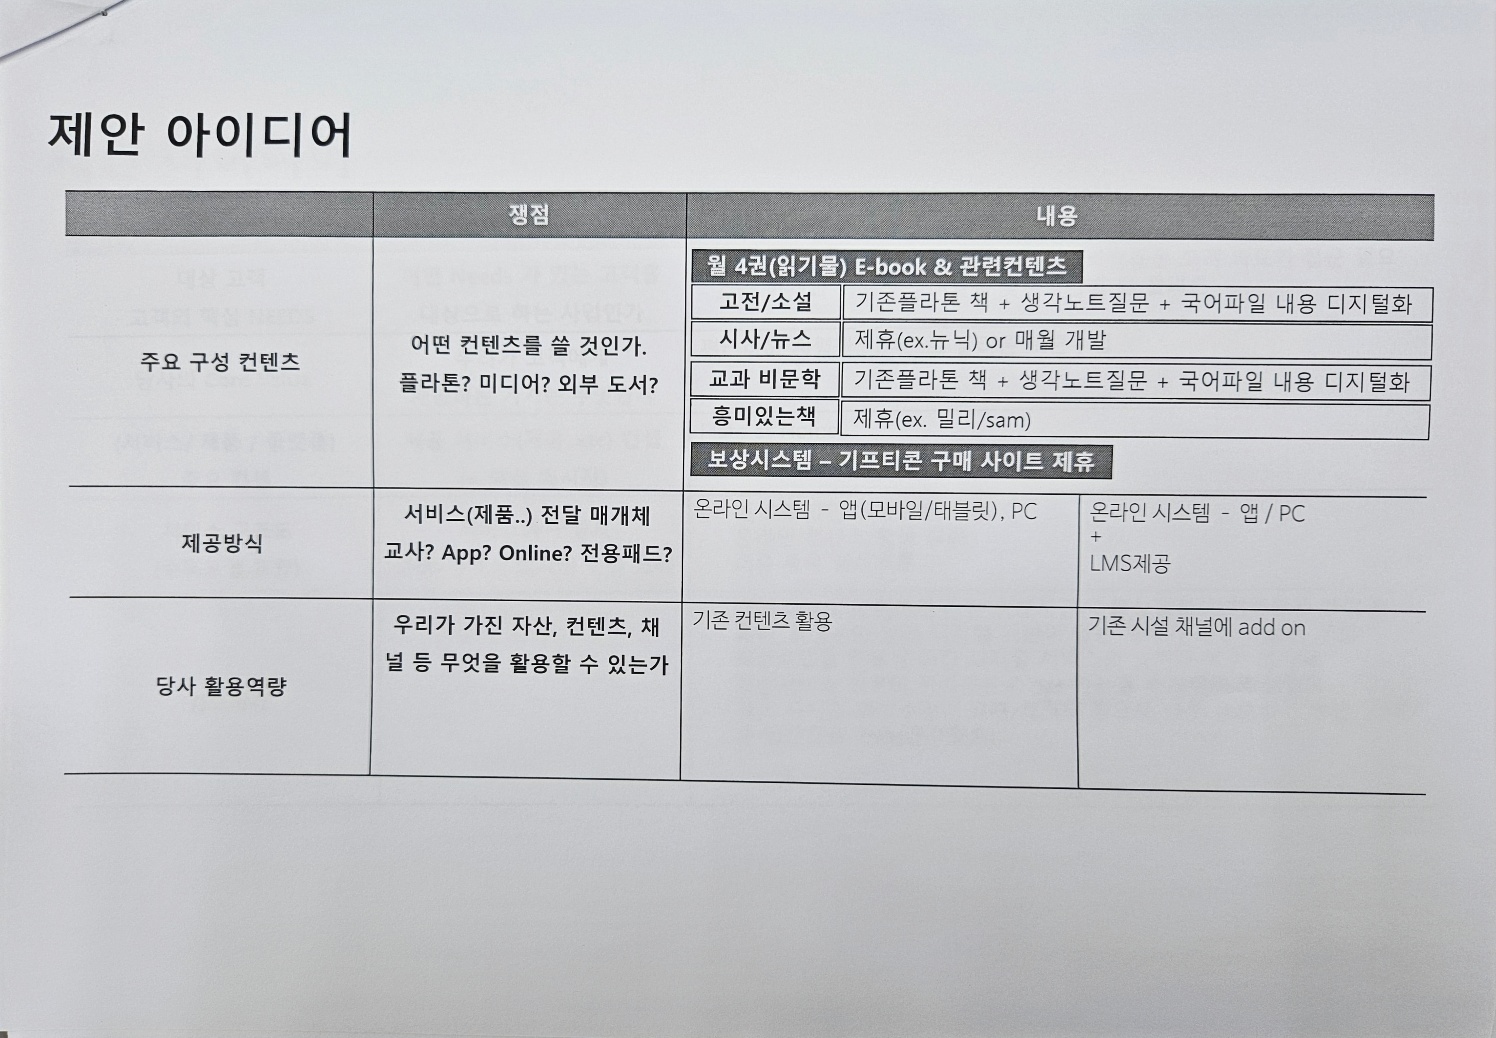 제안 아이디어
쟁점
내용
주요 구성 컨텐츠
어떤 컨텐츠를 쓸 것인가.
플라톤? 미디어? 외부 도서?
월 4권(읽기물) E-book & 관련컨텐츠
고전/소설
기존플라톤 책 + 생각노트질문 + 국어파일 내용 디지털화
시사/뉴스
제휴(ex.뉴닉) or 매월 개발
교과 비문학
기존플라톤 책 + 생각노트질문 + 국어파일 내용 디지털화
흥미있는책
제휴(ex. 밀리/sam)
보상시스템 – 기프티콘 구매 사이트 제휴
제공방식
서비스(제품..) 전달 매개체
교사? App? Online? 전용패드?
온라인 시스템 - 앱(모바일/태블릿), PC
온라인 시스템 - 앱 / PC
+
LMS제공
당사 활용역량
우리가 가진 자산, 컨텐츠, 채
널 등 무엇을 활용할 수 있는가
기존 컨텐츠 활용
기존 시설 채널에 add on